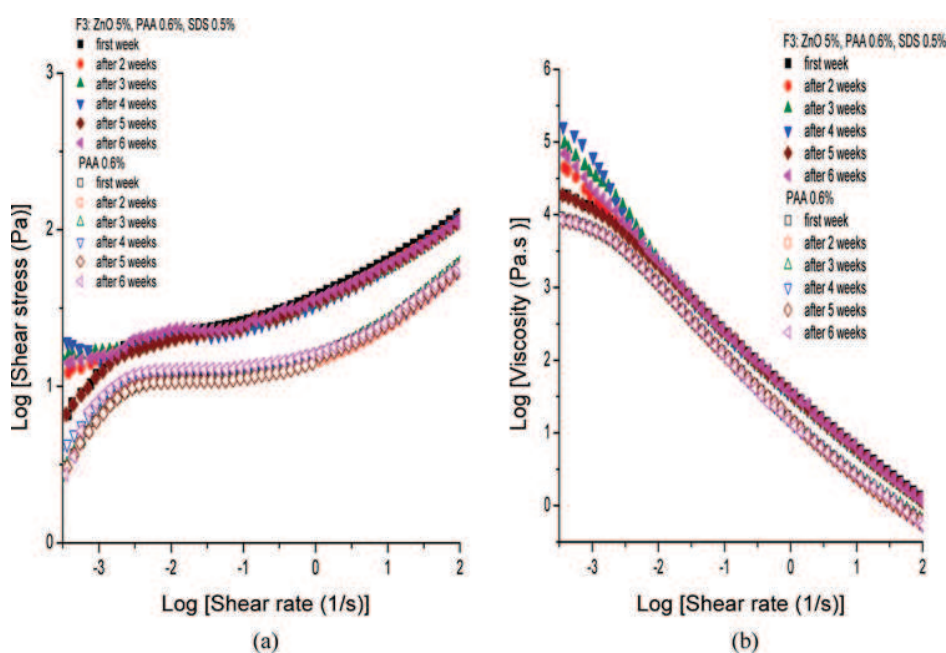 F3: ZnO 5%, PAA 0.6%, SDS 0.5%
first week
after 2 weeks
after 3 weeks
after 4 weeks
after 5 weeks
after 6 weeks
PAA 0.6%
first week
after 2 weeks
after 3 weeks
after 4 weeks
after 5 weeks
after 6 weeks
3
2
1
0
Log [Shear stress (Pa)]
-3 -2 -1 0 1 2
Log [Shear rate (1/s)]
(a)
F3: ZnO 5%, PAA 0.6%, SDS 0.5%
first week
after 2 weeks
after 3 weeks
after 4 weeks
after 5 weeks
after 6 weeks
PAA 0.6%
first week
after 2 weeks
after 3 weeks
after 4 weeks
after 5 weeks
after 6 weeks
6
5
4
3
2
1
0
Log [Viscosity (Pa.s )]
-3 -2 -1 0 1 2
Log [Shear rate (1/s)]
(b)